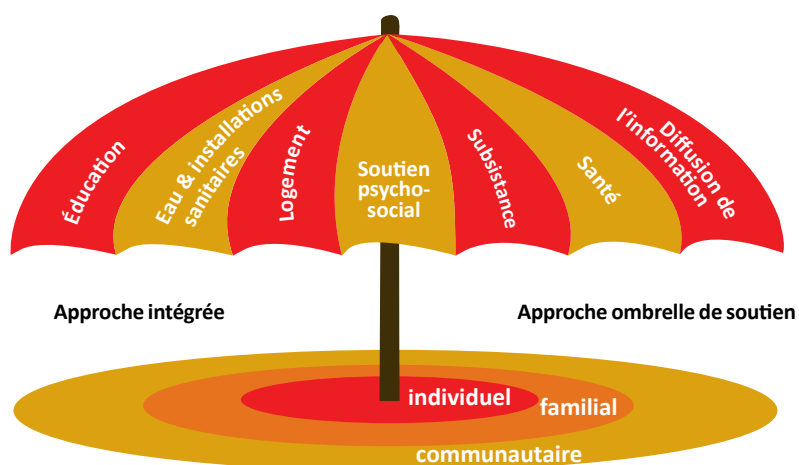 Éducation
Eau & installations
sanitaires
Logement
Soutien
psycho-
social
Subsistance
Santé
Diffusion de
l'information
Approche intégrée
Approche ombrelle de soutien
individuel
familial
communautaire